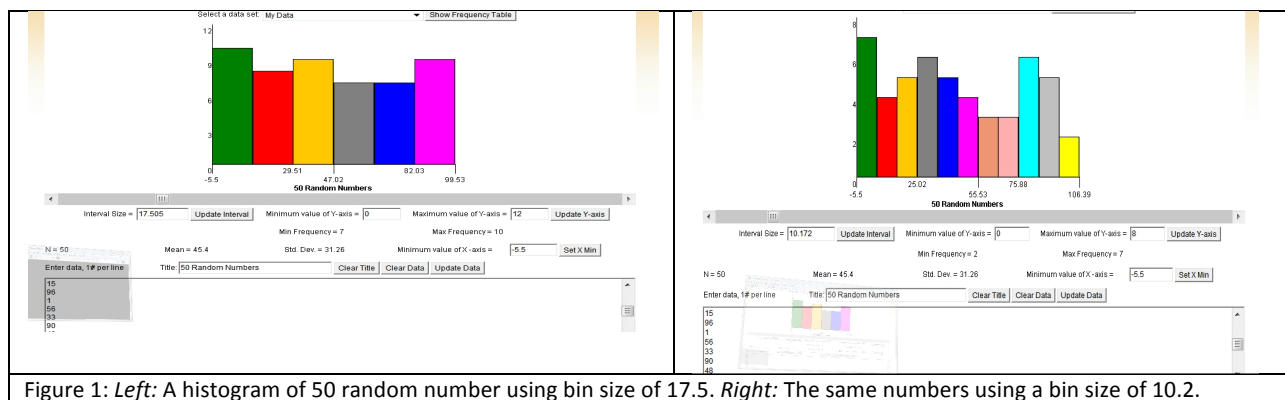 Select a data set: My Data Show Frequency Table
12
9
6
3
0
-5.5 29.51 47.02 82.03 99.53
50 Random Numbers
Interval Size = 17.505 Update Interval Minimum value of Y-axis = 0 Maximum value of Y-axis = 12 Update Y-axis
Min Frequency = 7 Max Frequency = 10
N = 50 Mean = 45.4 Std. Dev. = 31.26 Minimum value of X-axis = -5.5 Set X Min
Enter data, 1# per line Title: 50 Random Numbers Clear Title Clear Data Update Data
15
96
1
56
33
90
8
6
4
2
0
-5.5 25.02 55.53 75.88 106.39
50 Random Numbers
Interval Size = 10.172 Update Interval Minimum value of Y-axis = 0 Maximum value of Y-axis = 8 Update Y-axis
Min Frequency = 2 Max Frequency = 7
N = 50 Mean = 45.4 Std. Dev. = 31.26 Minimum value of X-axis = -5.5 Set X Min
Enter data, 1# per line Title: 50 Random Numbers Clear Title Clear Data Update Data
15
96
1
56
33
90
48
Figure 1: Left: A histogram of 50 random number using bin size of 17.5. Right: The same numbers using a bin size of 10.2.